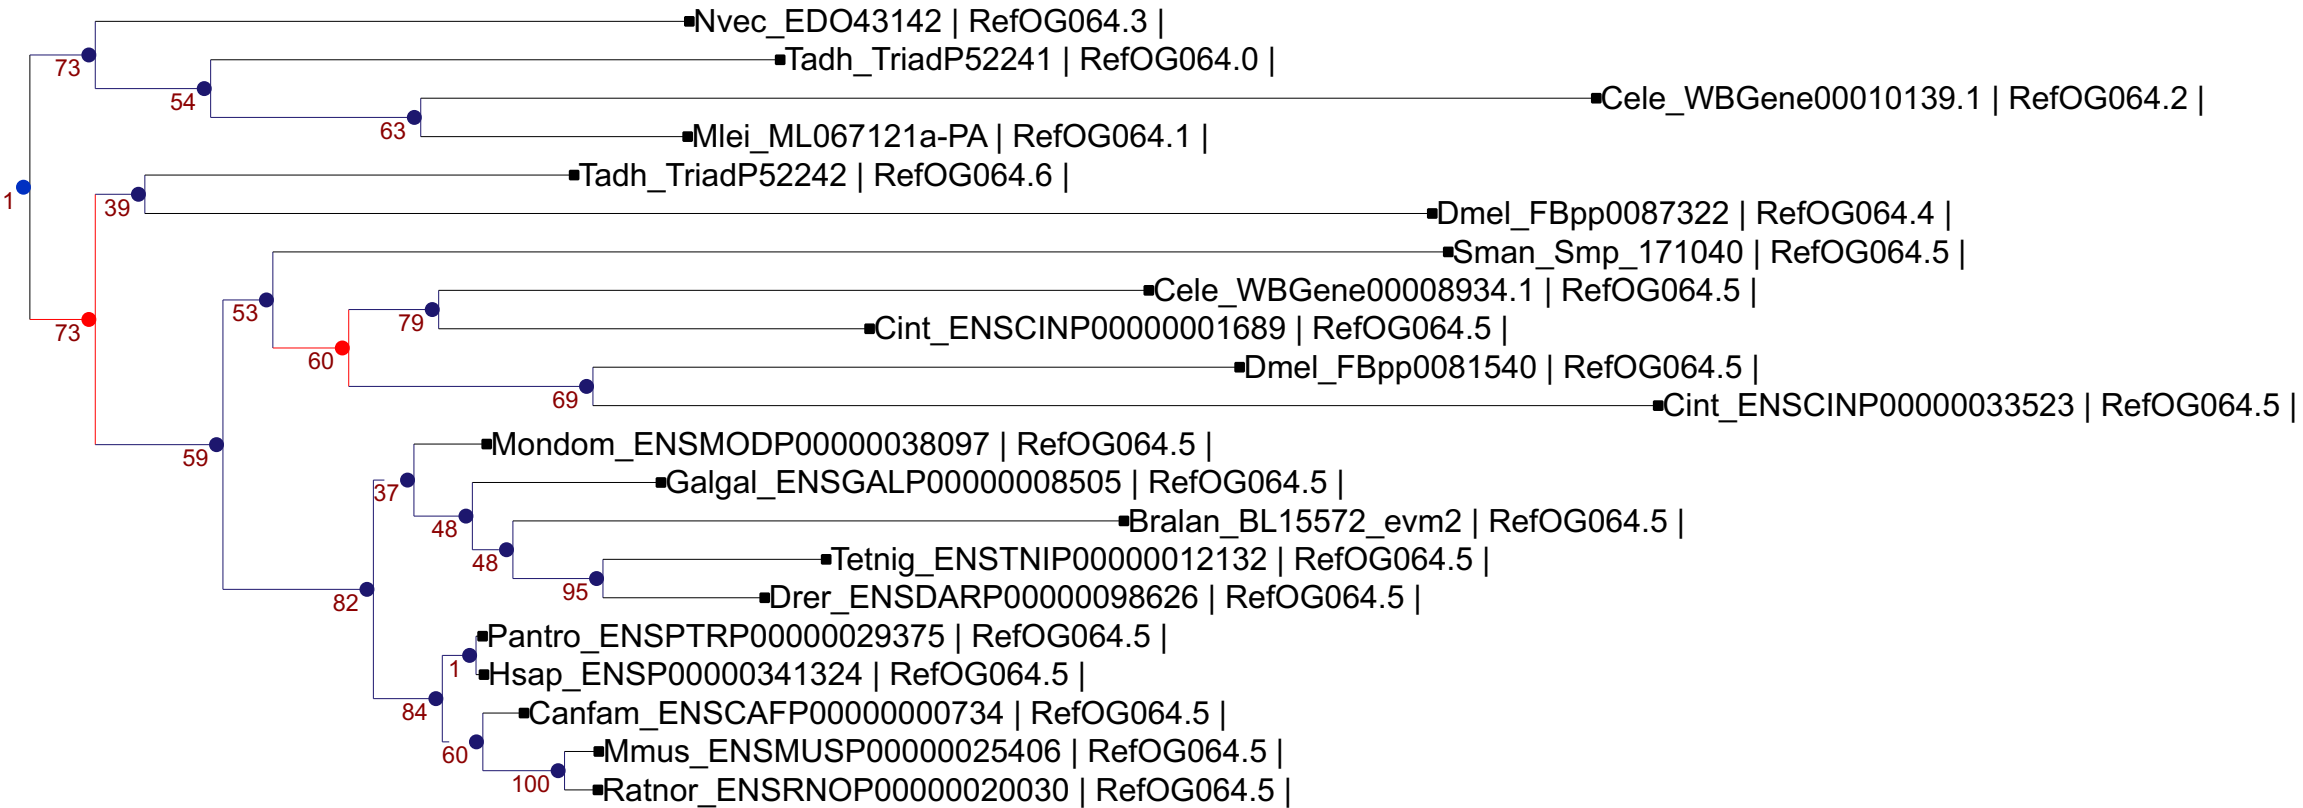 Nvec_EDO43142 | RefOG064.3 |
73
Tadh_TriadP52241 | RefOG064.0 |
54
Cele_WBGene00010139.1 | RefOG064.2 |
63
Mlei_ML067121a-PA | RefOG064.1 |
Tadh_TriadP52242 | RefOG064.6 |
1
39
Dmel_FBpp0087322 | RefOG064.4 |
Sman_Smp_171040 | RefOG064.5 |
Cele_WBGene00008934.1 | RefOG064.5 |
53
79
Cint_ENSCINP00000001689 | RefOG064.5 |
73
60
Dmel_FBpp0081540 | RefOG064.5 |
69
Cint_ENSCINP00000033523 | RefOG064.5 |
Mondom_ENSMODP00000038097 | RefOG064.5 |
59
Galgal_ENSGALP00000008505 | RefOG064.5 |
37
Bralan_BL15572_evm2 | RefOG064.5 |
48
Tetnig_ENSTNIP00000012132 | RefOG064.5 |
48
95
Drer_ENSDARP00000098626 | RefOG064.5 |
82
Pantro_ENSPTRP00000029375 | RefOG064.5 |
1
Hsap_ENSP00000341324 | RefOG064.5 |
84
Canfam_ENSCAFP00000000734 | RefOG064.5 |
60
Mmus_ENSMUSP00000025406 | RefOG064.5 |
100
Ratnor_ENSRNOP00000020030 | RefOG064.5 |